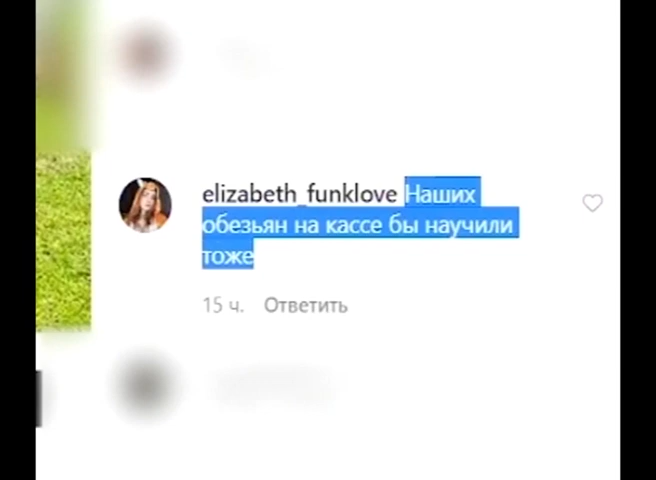 elizabeth_funklove Наших
обезьян на кассе бы научили
тоже
15 ч. Ответить